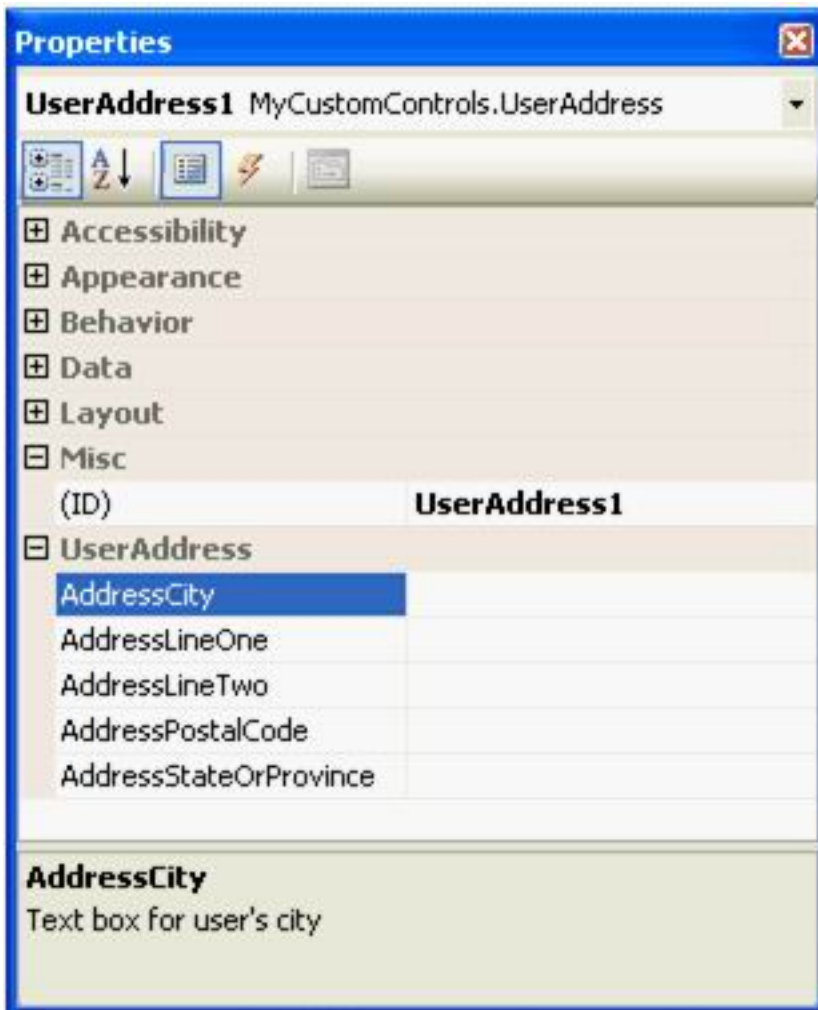 Properties
UserAddress1 MyCustomControls.UserAddress
Accessibility
Appearance
Behavior
Data
Layout
Misc
(ID) UserAddress1
UserAddress
AddressCity
AddressLineOne
AddressLineTwo
AddressPostalCode
AddressStateOrProvince
AddressCity
Text box for user's city